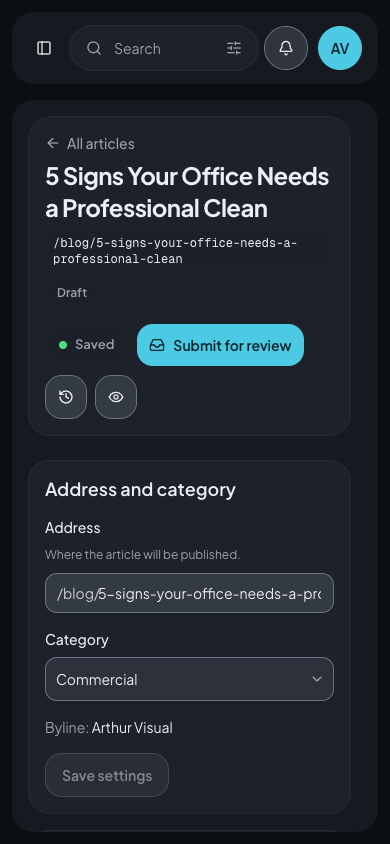 Search
AV
All articles
5 Signs Your Office Needs
a Professional Clean
/blog/5-signs-your-office-needs-a-
professional-clean
Draft
Saved
Submit for review
Address and category
Address
Where the article will be published.
/blog/5-signs-your-office-needs-a-pro
Category
Commercial
Byline: Arthur Visual
Save settings